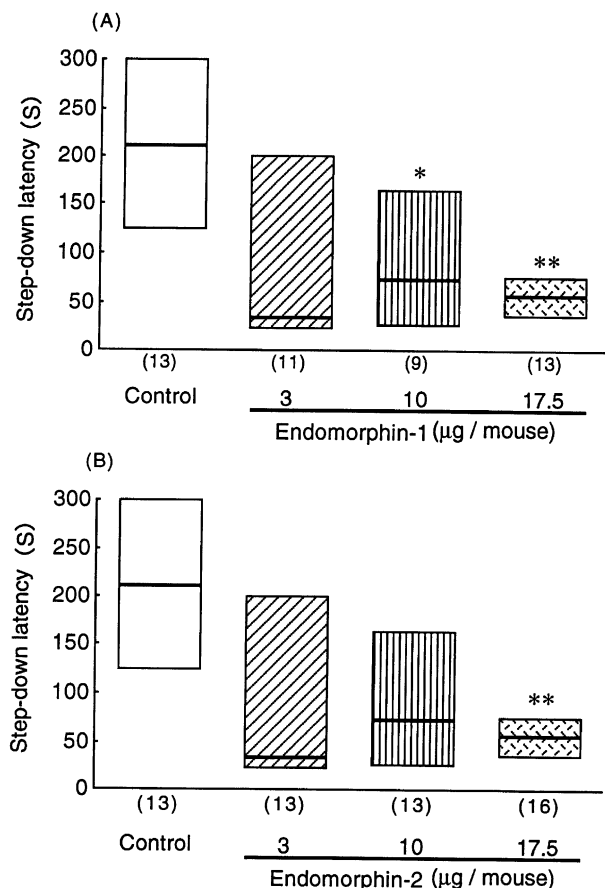 (A)
Step-down latency (S)
300
250
200
150
100
50
0
*
**
(13) (11) (9) (13)
Control 3 10 17.5
Endomorphin-1 (μg / mouse)
(B)
Step-down latency (S)
300
250
200
150
100
50
0
**
(13) (13) (13) (16)
Control 3 10 17.5
Endomorphin-2 (μg / mouse)